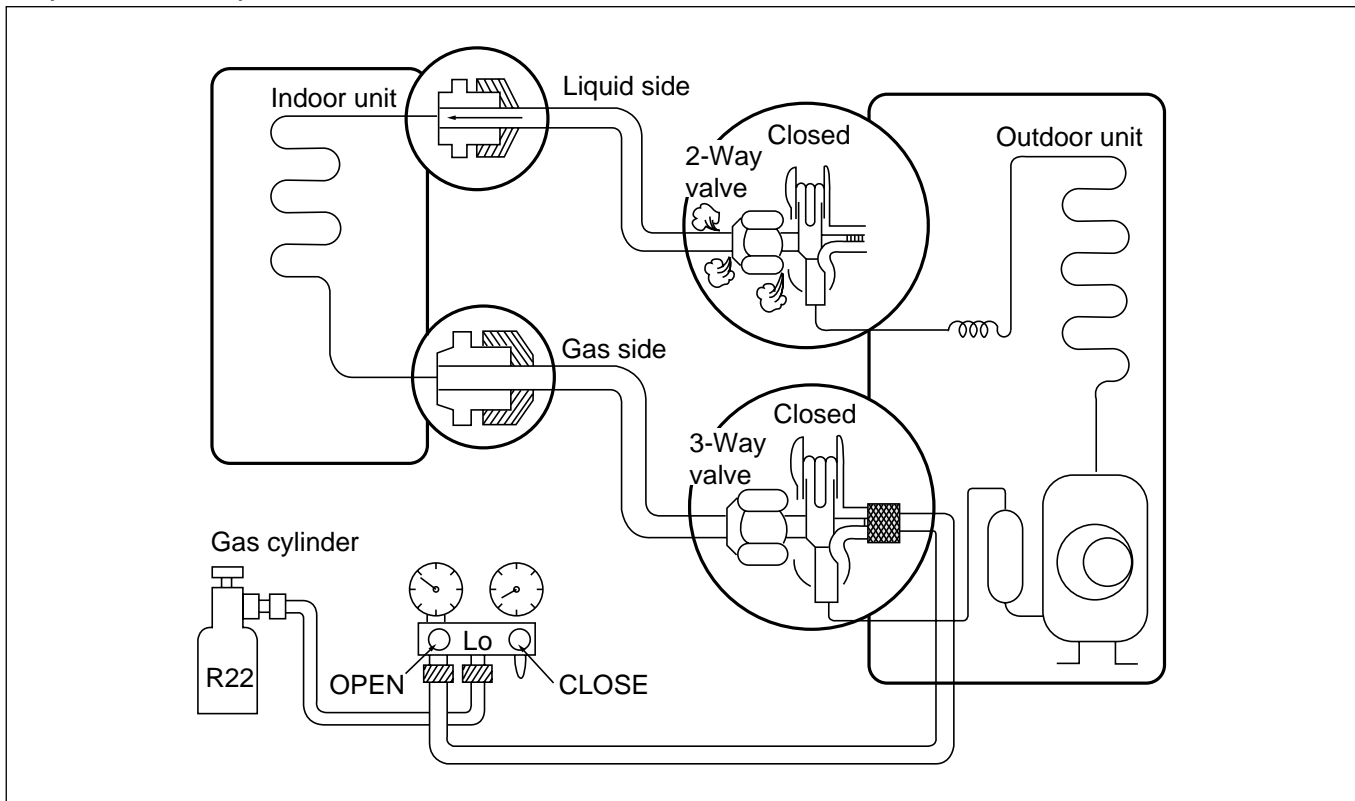 Indoor unit
Liquid side
Closed
2-Way
valve
Outdoor unit
Gas side
Closed
3-Way
valve
Gas cylinder
Lo
R22
OPEN
CLOSE